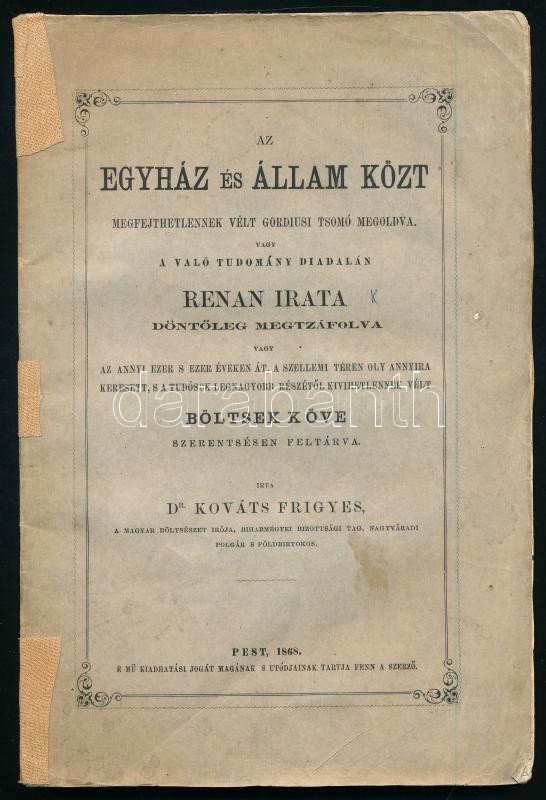 AZ
EGYHÁZ ÉS ÁLLAM KÖZT
MEGFEJTHETLENNEK VÉLT GORDIUSI TSOMÓ MEGOLDVA.
VAGY
A VALÓ TUDOMÁNY DIADALÁN
RENAN IRATA
DÖNTŐLEG MEGTZÁFOLVA
VAGY
AZ ANNYI EZER S EZER ÉVEKEN ÁT, A SZELLEMI TÉREN OLY ANNYIRA
KERESETT, S A TUDÓSOK LEGNAGYOBB RÉSZÉTŐL KIVIHETLENNEK VÉLT
BÖLTSEK KÖVE
SZERENTSÉSEN FELTÁRVA.
IRTA
DR. KOVÁTS FRIGYES,
A MAGYAR BÖLTSÉSZET IRÓJA, BIHARMEGYEI BIZOTTSÁGI TAG, NAGYVÁRADI
POLGÁR S FÖLDBIRTOKOS.
PEST, 1868.
E MŰ KIADHATÁSI JOGÁT MAGÁNAK S UTÓDJAINAK TARTJA FENN A SZERZŐ.
darabanth